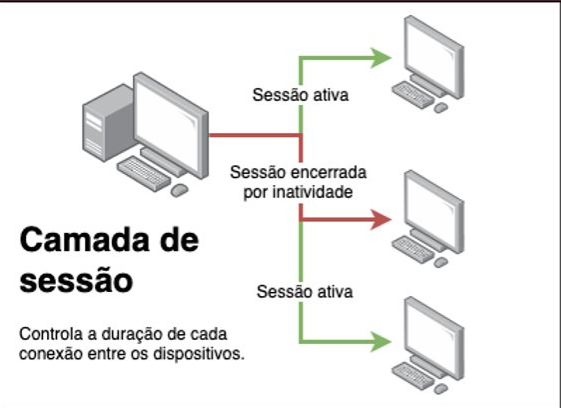 Sessão ativa
Sessão encerrada
por inatividade
Camada de
sessão
Sessão ativa
Controla a duração de cada
conexão entre os dispositivos.